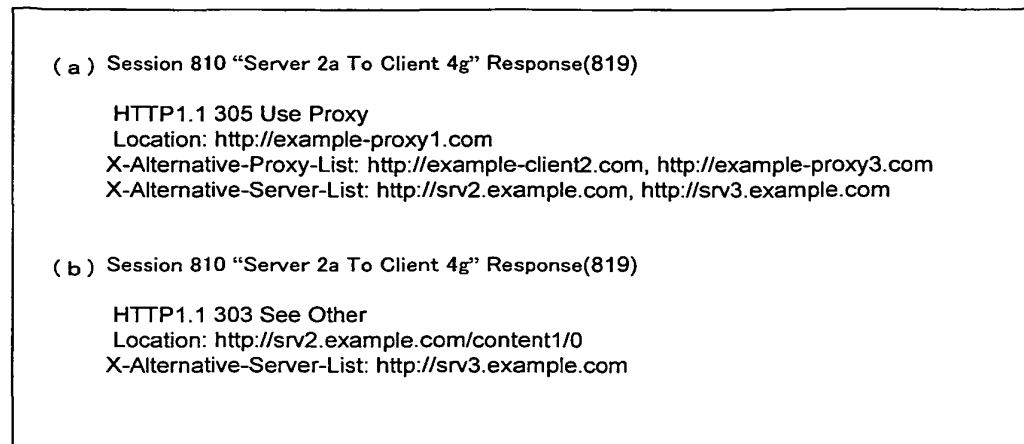 (a) Session 810 “Server 2a To Client 4g” Response(819)
HTTP1.1 305 Use Proxy
Location: http://example-proxy1.com
X-Alternative-Proxy-List: http://example-client2.com, http://example-proxy3.com
X-Alternative-Server-List: http://srv2.example.com, http://srv3.example.com
(b) Session 810 “Server 2a To Client 4g” Response(819)
HTTP1.1 303 See Other
Location: http://srv2.example.com/content1/0
X-Alternative-Server-List: http://srv3.example.com